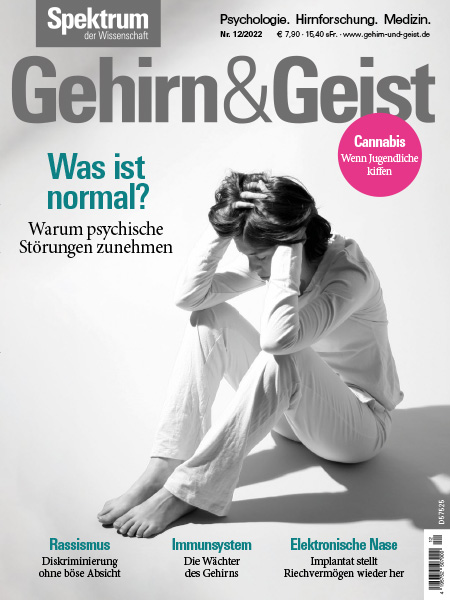 Spektrum
der Wissenschaft
Psychologie. Hirnforschung. Medizin.
Nr. 12/2022 € 7,90 · 15,40 sFr. · www.gehirn-und-geist.de
Gehirn&Geist
Cannabis
Wenn Jugendliche
kiffen
Was ist
normal?
Warum psychische
Störungen zunehmen
D57525
Rassismus
Diskriminierung
ohne böse Absicht
Immunsystem
Die Wächter
des Gehirns
Elektronische Nase
Implantat stellt
Riechvermögen wieder her
12